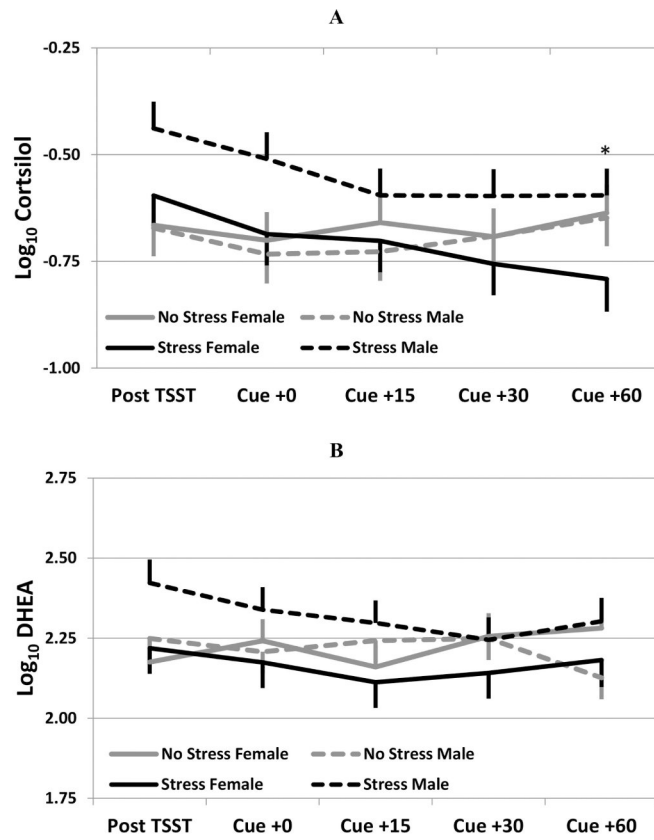 A
-0.25
-0.50
-0.75
-1.00
Log10 Cortsilol
*
No Stress Female No Stress Male
Stress Female Stress Male
Post TSST Cue +0 Cue +15 Cue +30 Cue +60
B
2.75
2.50
2.25
2.00
1.75
Log10 DHEA
No Stress Female No Stress Male
Stress Female Stress Male
Post TSST Cue +0 Cue +15 Cue +30 Cue +60